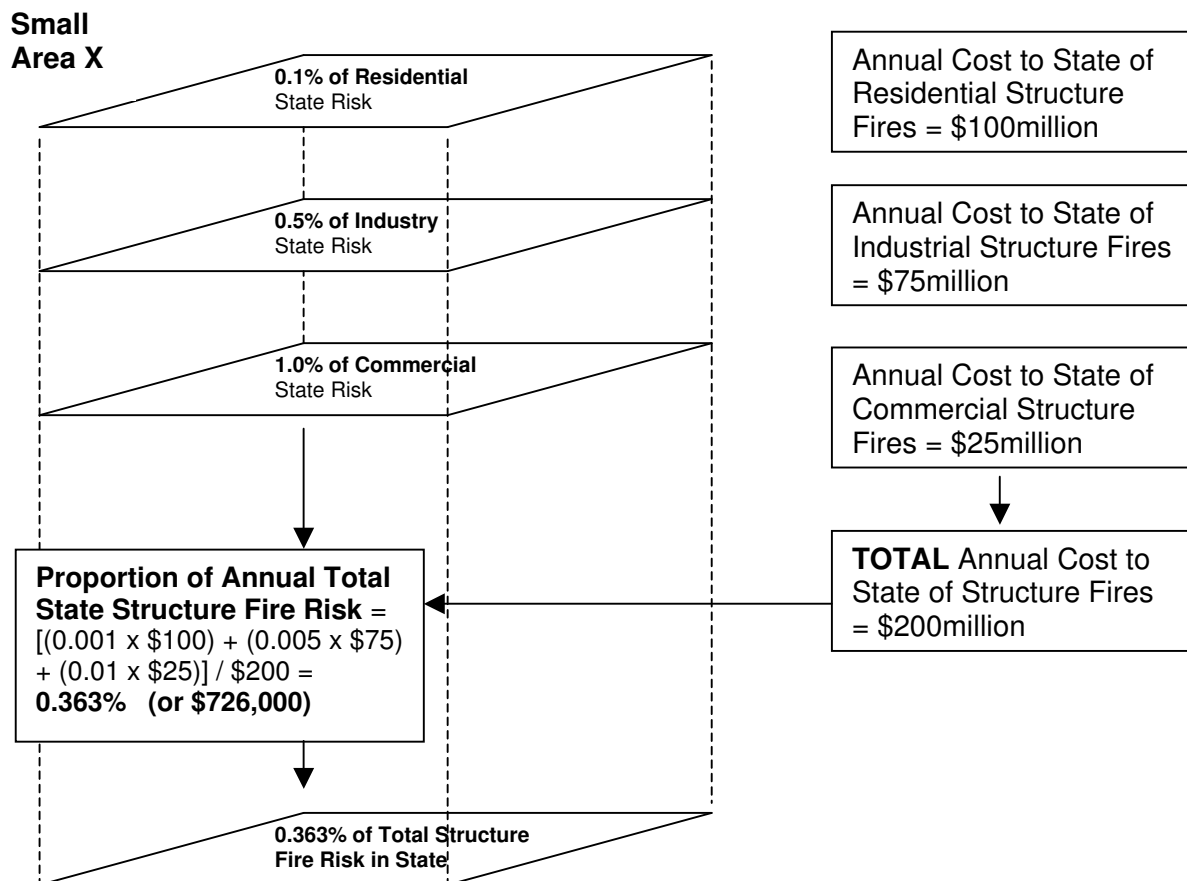 Small
Area X
0.1% of Residential
State Risk
0.5% of Industry
State Risk
1.0% of Commercial
State Risk
Proportion of Annual Total
State Structure Fire Risk =
[(0.001 x $100) + (0.005 x $75)
+ (0.01 x $25)] / $200 =
0.363% (or $726,000)
0.363% of Total Structure
Fire Risk in State
Annual Cost to State of
Residential Structure
Fires = $100million
Annual Cost to State of
Industrial Structure Fires
= $75million
Annual Cost to State of
Commercial Structure
Fires = $25million
TOTAL Annual Cost to
State of Structure Fires
= $200million